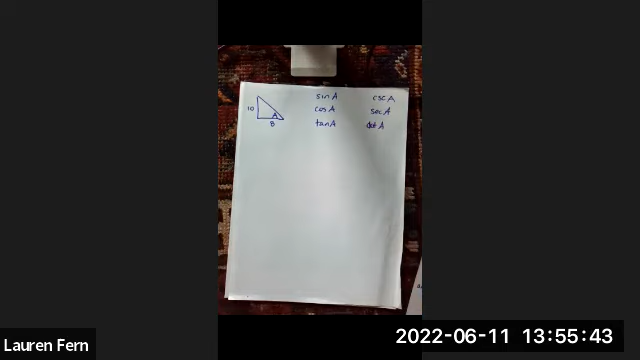 sin A csc A
10 A cos A sec A
8 tan A cot A
Lauren Fern
2022-06-11 13:55:43